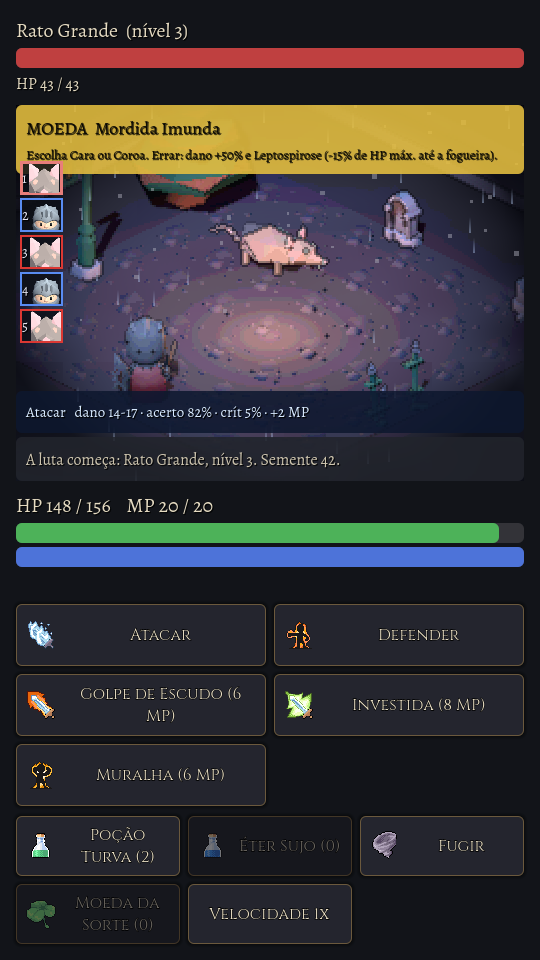 Rato Grande (nível 3)
HP 43 / 43
MOEDA Mordida Imunda
Escolha Cara ou Coroa. Errar: dano +50% e Leptospirose (-15% de HP máx. até a fogueira).
1
2
3
4
5
Atacar dano 14-17 · acerto 82% · crít 5% · +2 MP
A luta começa: Rato Grande, nível 3. Semente 42.
HP 148 / 156 MP 20 / 20
Atacar
Defender
Golpe de Escudo (6
MP)
Investida (8 MP)
Muralha (6 MP)
Poção
Turva (2)
Éter Sujo (0)
Fugir
Moeda da
Sorte (0)
Velocidade 1x